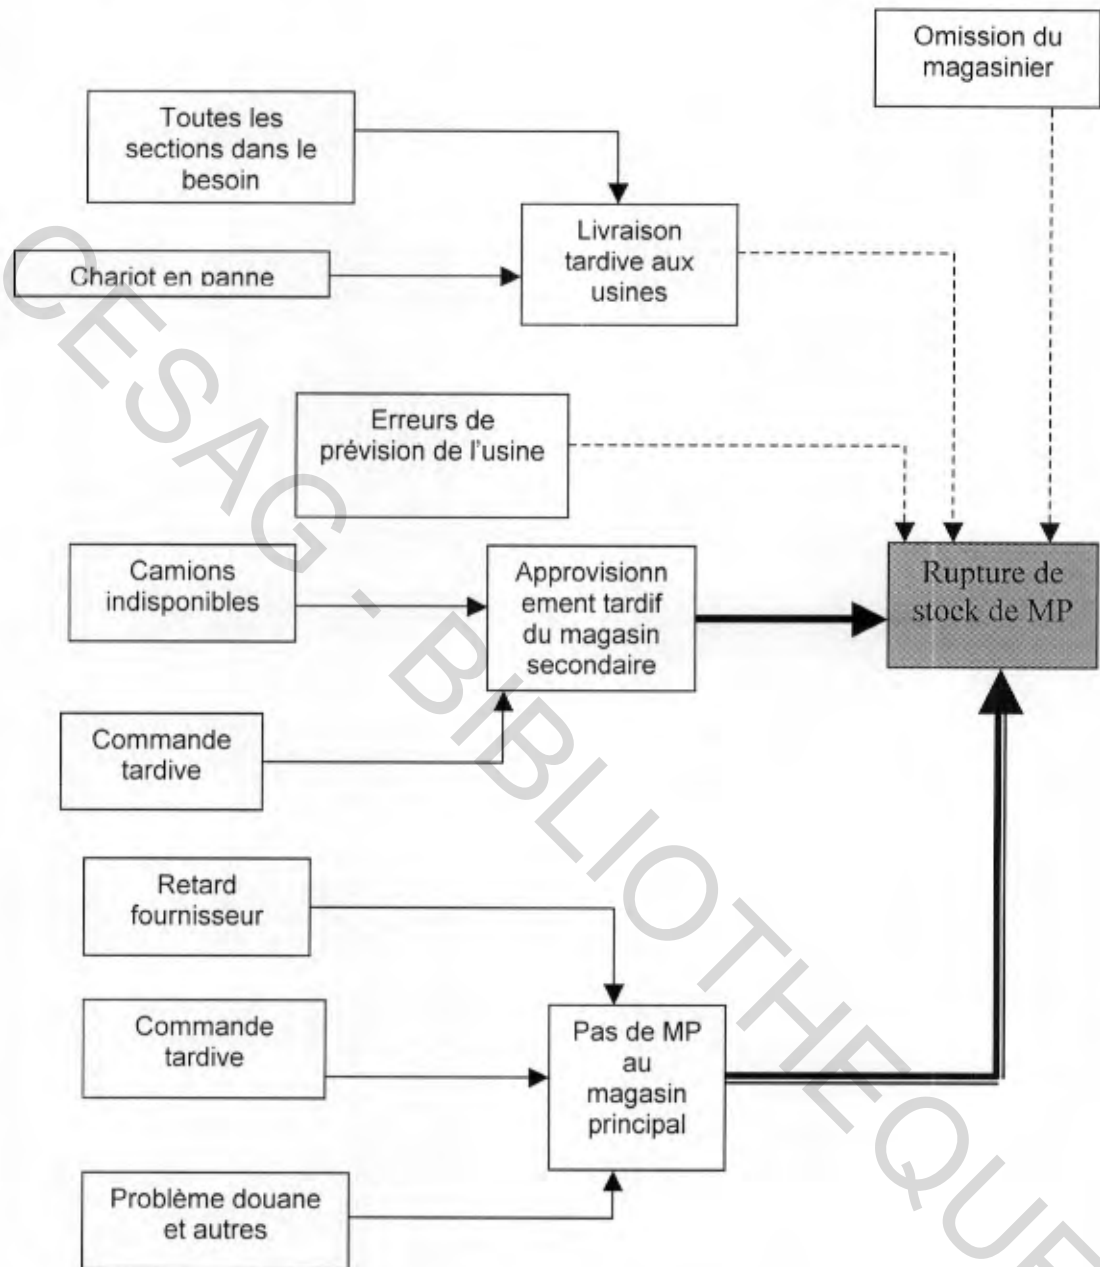 Omission du
magasinier
Toutes les
sections dans le
besoin
Livraison
tardive aux
usines
Chariot en panne
Erreurs de
prévision de l'usine
Camions
indisponibles
Approvisionn
ement tardif
du magasin
secondaire
Rupture de
stock de MP
Commande
tardive
Retard
fournisseur
Commande
tardive
Pas de MP
au
magasin
principal
Problème douane
et autres
CESAG - BIBLIOTHEQUE